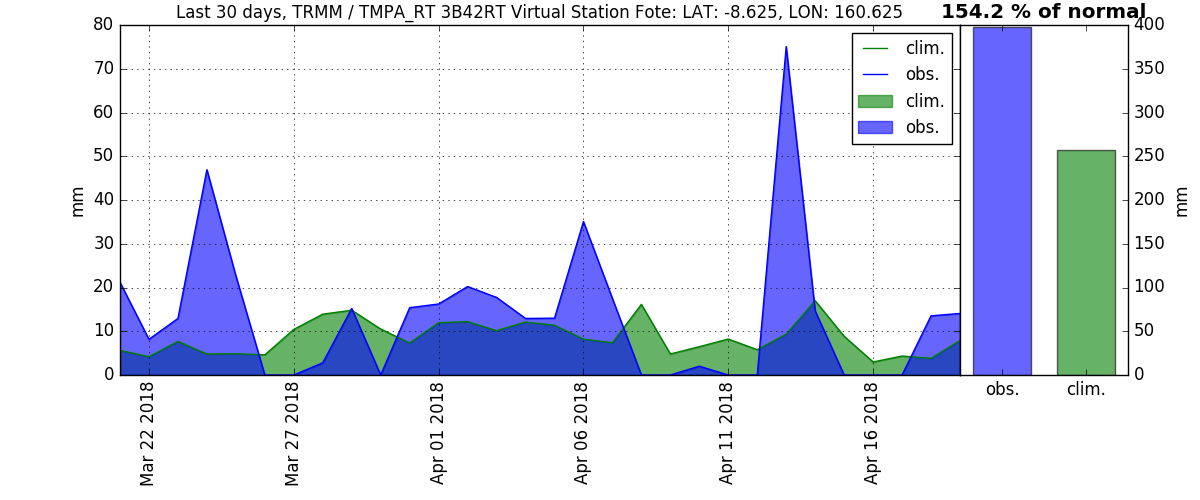 Last 30 days, TRMM / TMPA_RT 3B42RT Virtual Station Fote: LAT: -8.625, LON: 160.625
154.2 % of normal
80
70
60
50
40
30
20
10
0
mm
clim.
obs.
clim.
obs.
Mar 22 2018
Mar 27 2018
Apr 01 2018
Apr 06 2018
Apr 11 2018
Apr 16 2018
400
350
300
250
200
150
100
50
0
mm
obs.
clim.